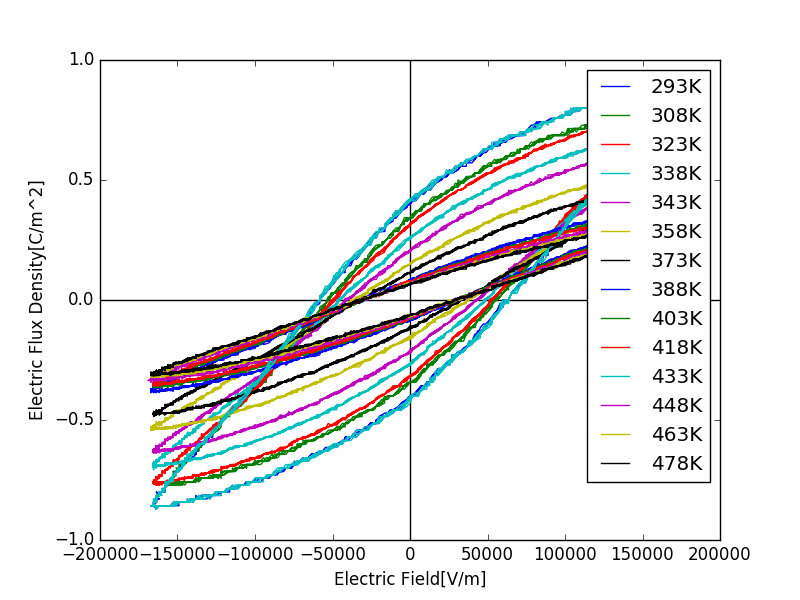 1.0
0.5
0.0
−0.5
−1.0
Electric Flux Density[C/m^2]
293K
308K
323K
338K
343K
358K
373K
388K
403K
418K
433K
448K
463K
478K
−200000 −150000 −100000 −50000 0 50000 100000 150000 200000
Electric Field[V/m]